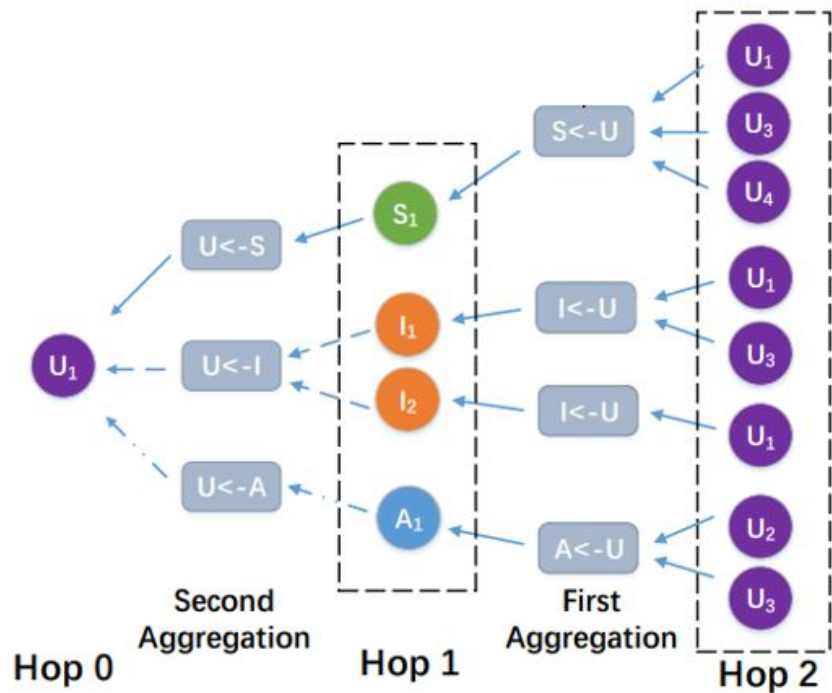 U1
U3
S<-U
U4
S1
U<-S
U1
I1
I<-U
U3
U1
U<-I
I2
I<-U
U1
U<-A
A1
U2
A<-U
U3
Second
Aggregation
First
Aggregation
Hop 0
Hop 1
Hop 2